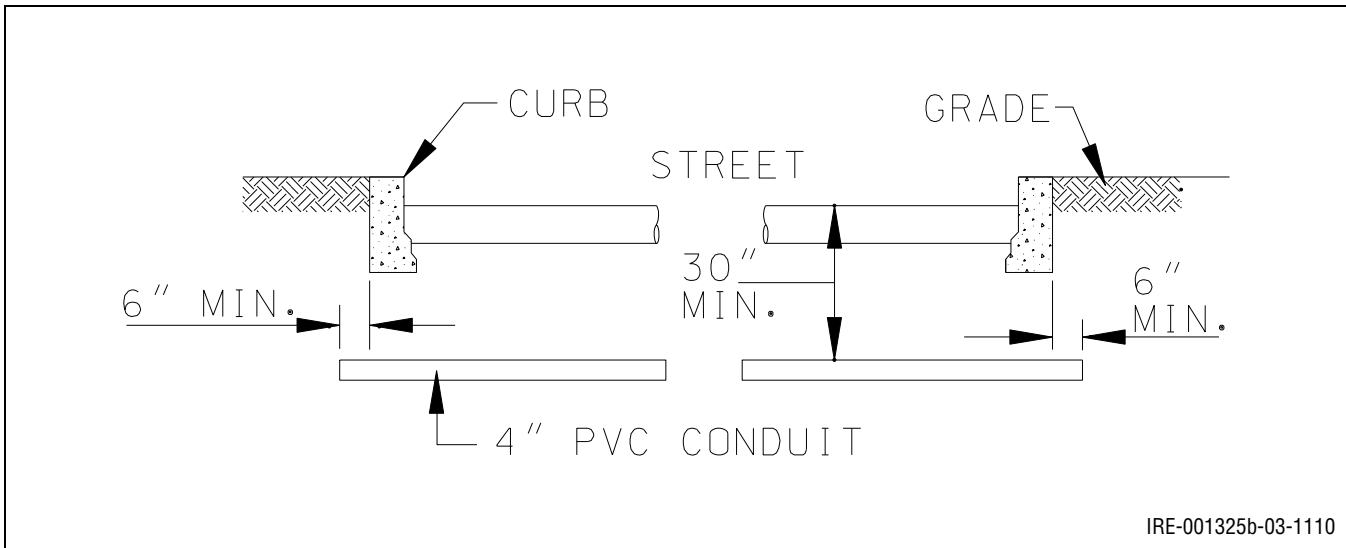 CURB
GRADE
STREET
30"
MIN.
6" MIN.
6"
MIN.
4" PVC CONDUIT
IRE-001325b-03-1110